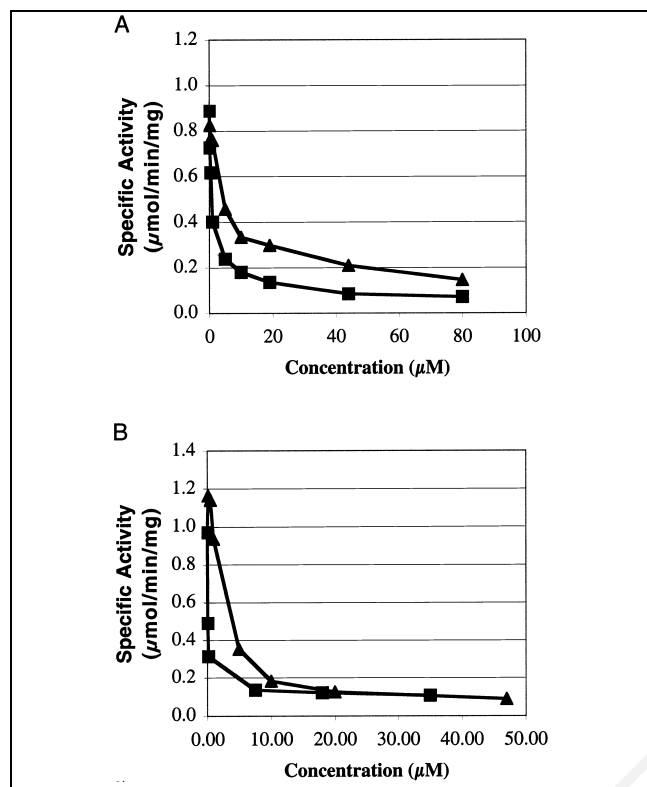 A
1.2
1.0
0.8
0.6
0.4
0.2
0.0
Specific Activity
(µmol/min/mg)
0 20 40 60 80 100
Concentration (µM)
B
1.4
1.2
1.0
0.8
0.6
0.4
0.2
0.0
Specific Activity
(µmol/min/mg)
0.00 10.00 20.00 30.00 40.00 50.00
Concentration (µM)